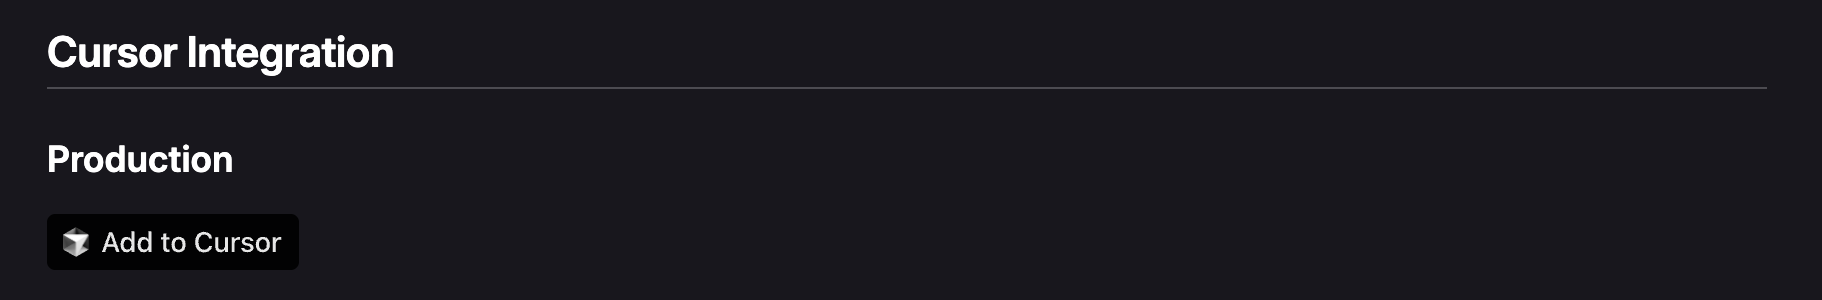 Cursor Integration
Production
Add to Cursor